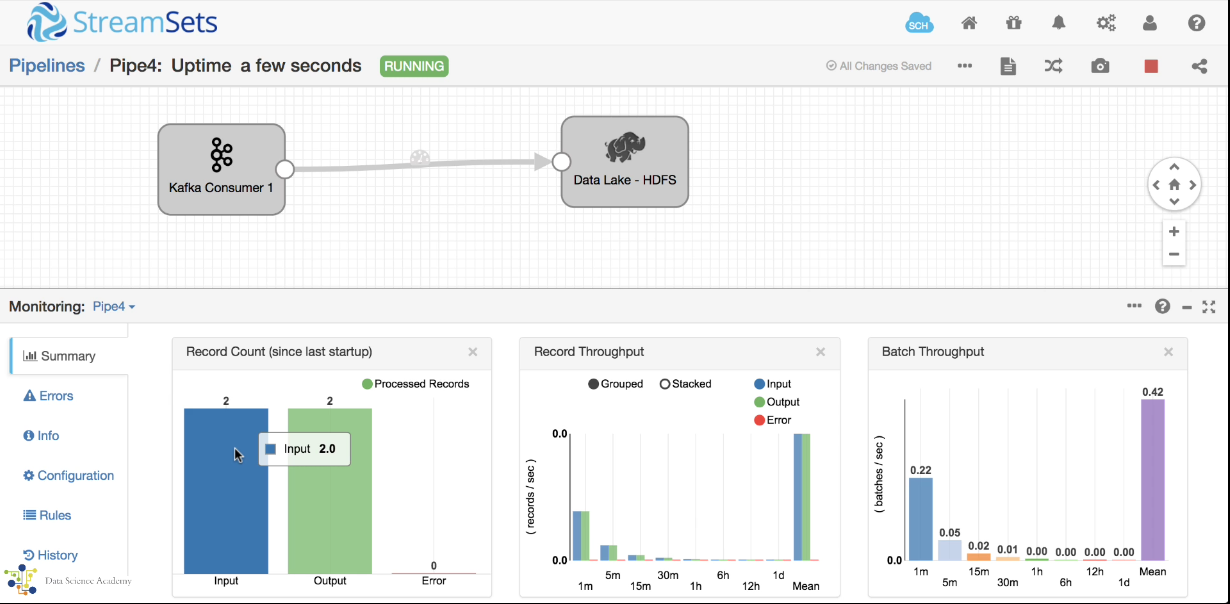 StreamSets
SCH
Pipelines / Pipe4: Uptime a few seconds RUNNING
All Changes Saved
Kafka Consumer 1
Data Lake - HDFS
Monitoring: Pipe4
Summary
Errors
Info
Configuration
Rules
History
Data Science Academy
Record Count (since last startup)
Processed Records
2 2
Input 2.0
0
Input Output Error
Record Throughput
Grouped Stacked Input
Output
Error
0.0
( records / sec )
0.0
5m 30m 6h 1d
1m 15m 1h 12h Mean
Batch Throughput
0.42
( batches / sec )
0.22
0.05
0.02 0.01 0.00 0.00 0.00 0.00
0.0
1m 15m 1h 12h Mean
5m 30m 6h 1d